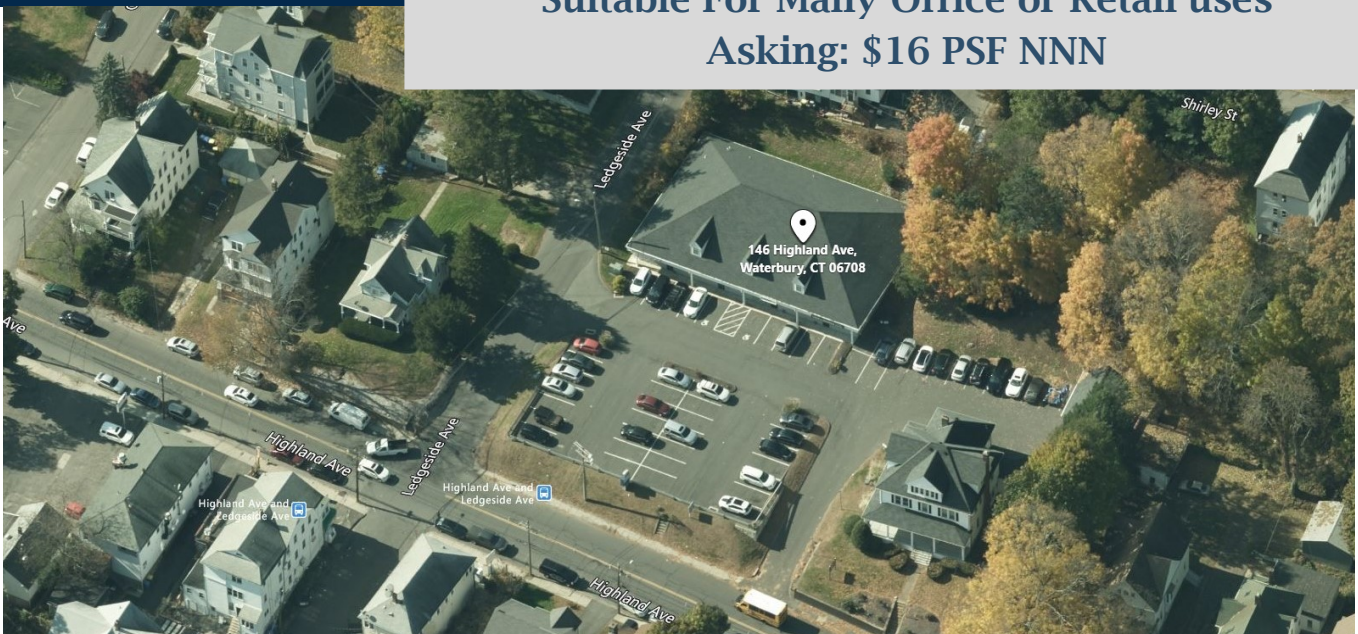 Suitable For Many Office or Retail uses
Asking: $16 PSF NNN
Shirley St
Ledgeside Ave
146 Highland Ave,
Waterbury, CT 06708
Ave
Highland Ave
Ledgeside Ave
Highland Ave and
Ledgeside Ave
Highland Ave and
Ledgeside Ave
Highland Ave